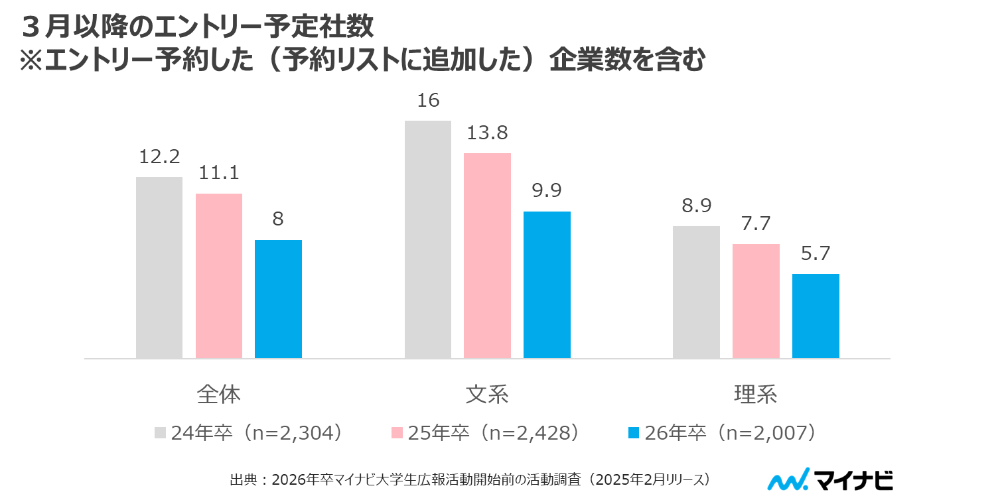 ３月以降のエントリー予定社数
※エントリー予約した（予約リストに追加した）企業数を含む
12.2
11.1
8
16
13.8
9.9
8.9
7.7
5.7
全体
文系
理系
24年卒（n=2,304）
25年卒（n=2,428）
26年卒（n=2,007）
出典：2026年卒マイナビ大学生広報活動開始前の活動調査（2025年2月リリース）
マイナビ